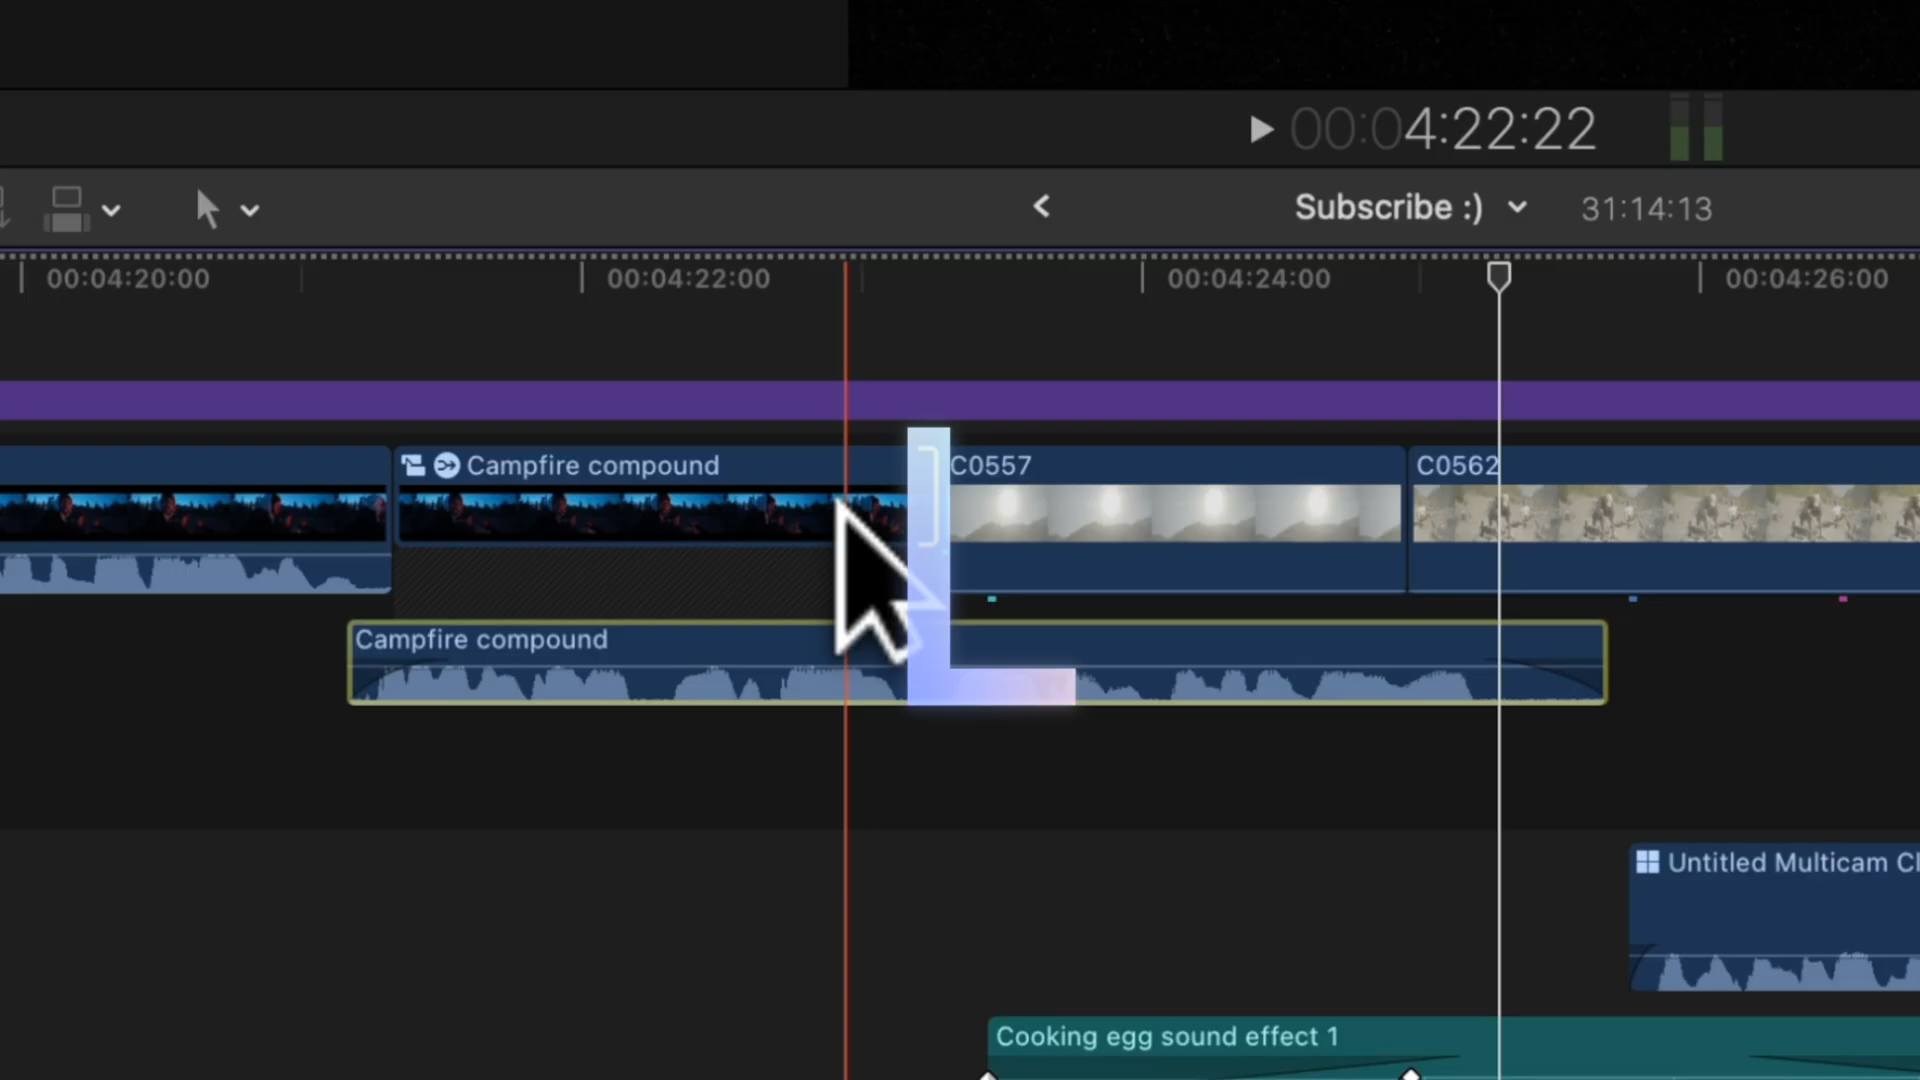 00:04:22:22
Subscribe :)
31:14:13
00:04:20:00
00:04:22:00
00:04:24:00
00:04:26:00
Campfire compound
C0557
C0562
Campfire compound
Untitled Multicam Cl
Cooking egg sound effect 1